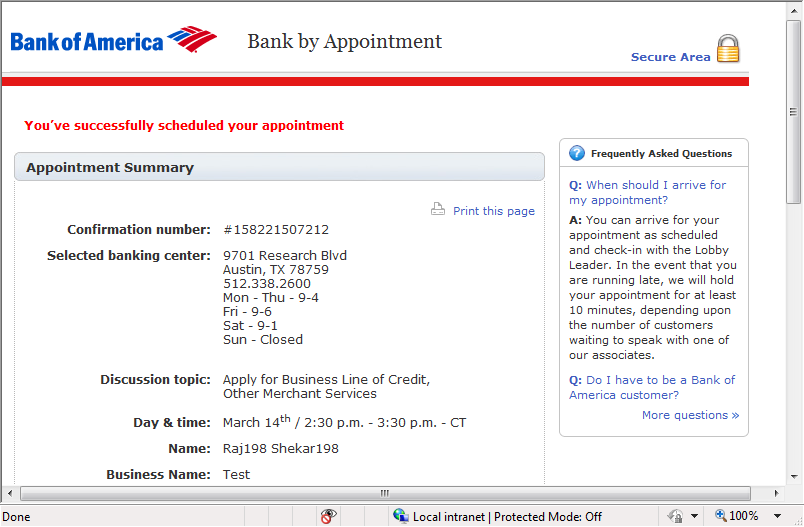 Bank of America
Bank by Appointment
Secure Area
You've successfully scheduled your appointment
Appointment Summary
Print this page
Confirmation number: #158221507212
Selected banking center: 9701 Research Blvd
Austin, TX 78759
512.338.2600
Mon - Thu - 9-4
Fri - 9-6
Sat - 9-1
Sun - Closed
Discussion topic: Apply for Business Line of Credit,
Other Merchant Services
Day & time: March 14th / 2:30 p.m. - 3:30 p.m. - CT
Name: Raj198 Shekar198
Business Name: Test
Frequently Asked Questions
Q: When should I arrive for
my appointment?
A: You can arrive for your
appointment as scheduled
and check-in with the Lobby
Leader. In the event that you
are running late, we will hold
your appointment for at least
10 minutes, depending upon
the number of customers
waiting to speak with one of
our associates.
Q: Do I have to be a Bank of
America customer?
More questions »
Done
Local intranet | Protected Mode: Off
100%